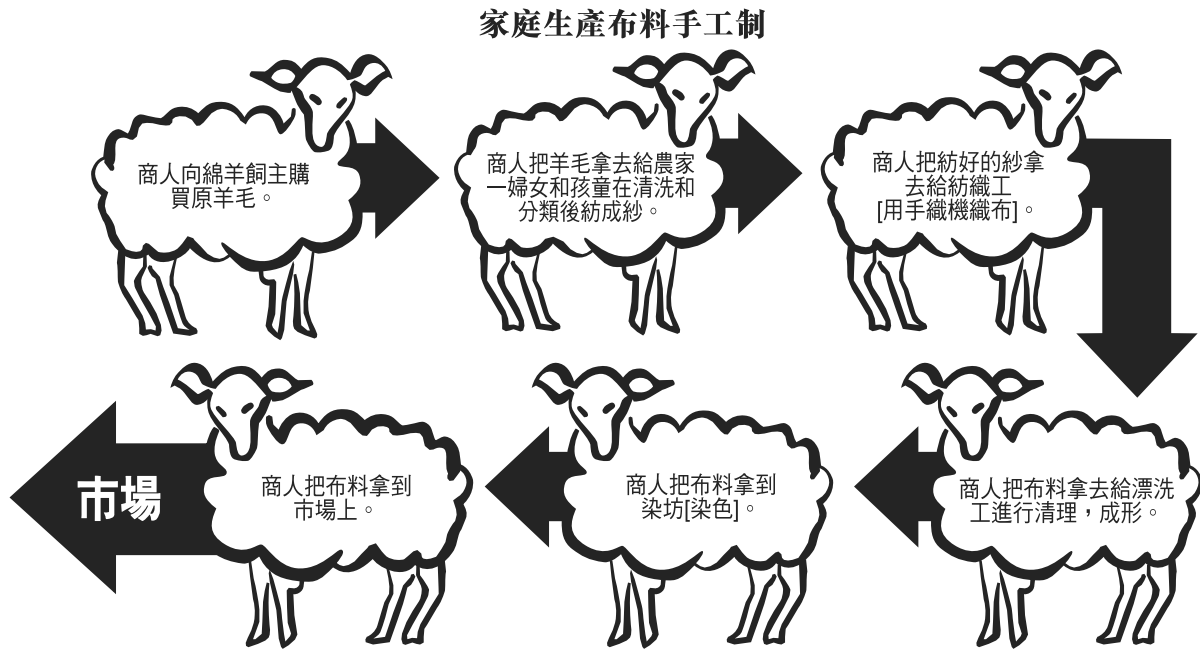 家庭生產布料手工制
商人向綿羊飼主購
買原羊毛。
商人把羊毛拿去給農家
一婦女和孩童在清洗和
分類後紡成紗。
商人把紡好的紗拿
去給紡織工
[用手織機織布]。
商人把布料拿去給漂洗
工進行清理，成形。
商人把布料拿到
染坊[染色]。
商人把布料拿到
市場上。
市場